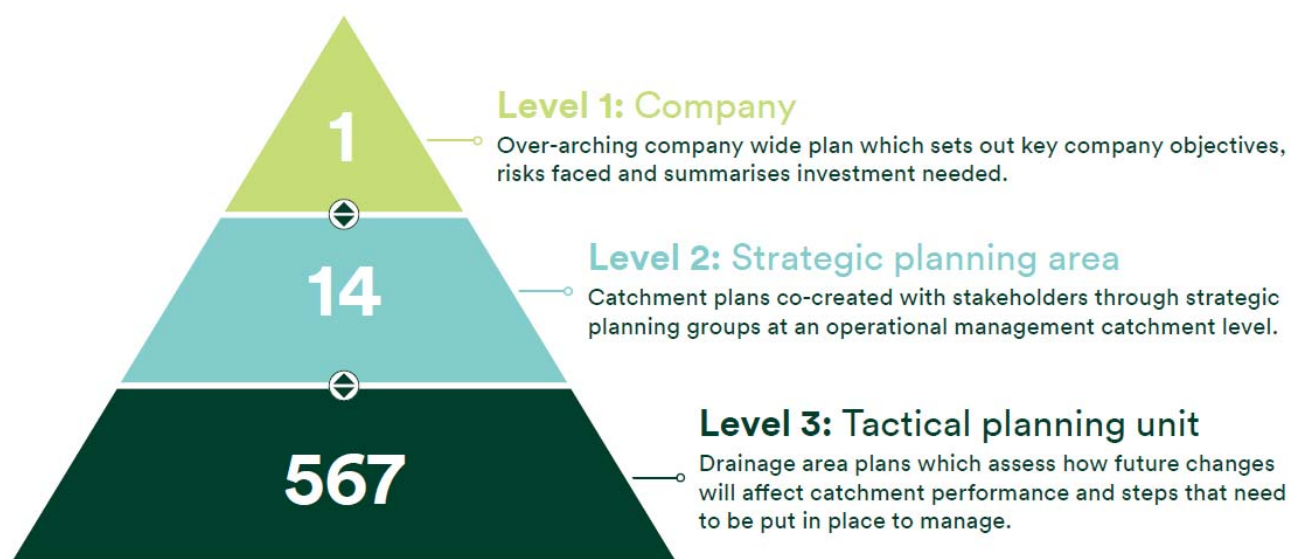 1
Level 1: Company
Over-arching company wide plan which sets out key company objectives,
risks faced and summarises investment needed.
14
Level 2: Strategic planning area
Catchment plans co-created with stakeholders through strategic
planning groups at an operational management catchment level.
567
Level 3: Tactical planning unit
Drainage area plans which assess how future changes
will affect catchment performance and steps that need
to be put in place to manage.